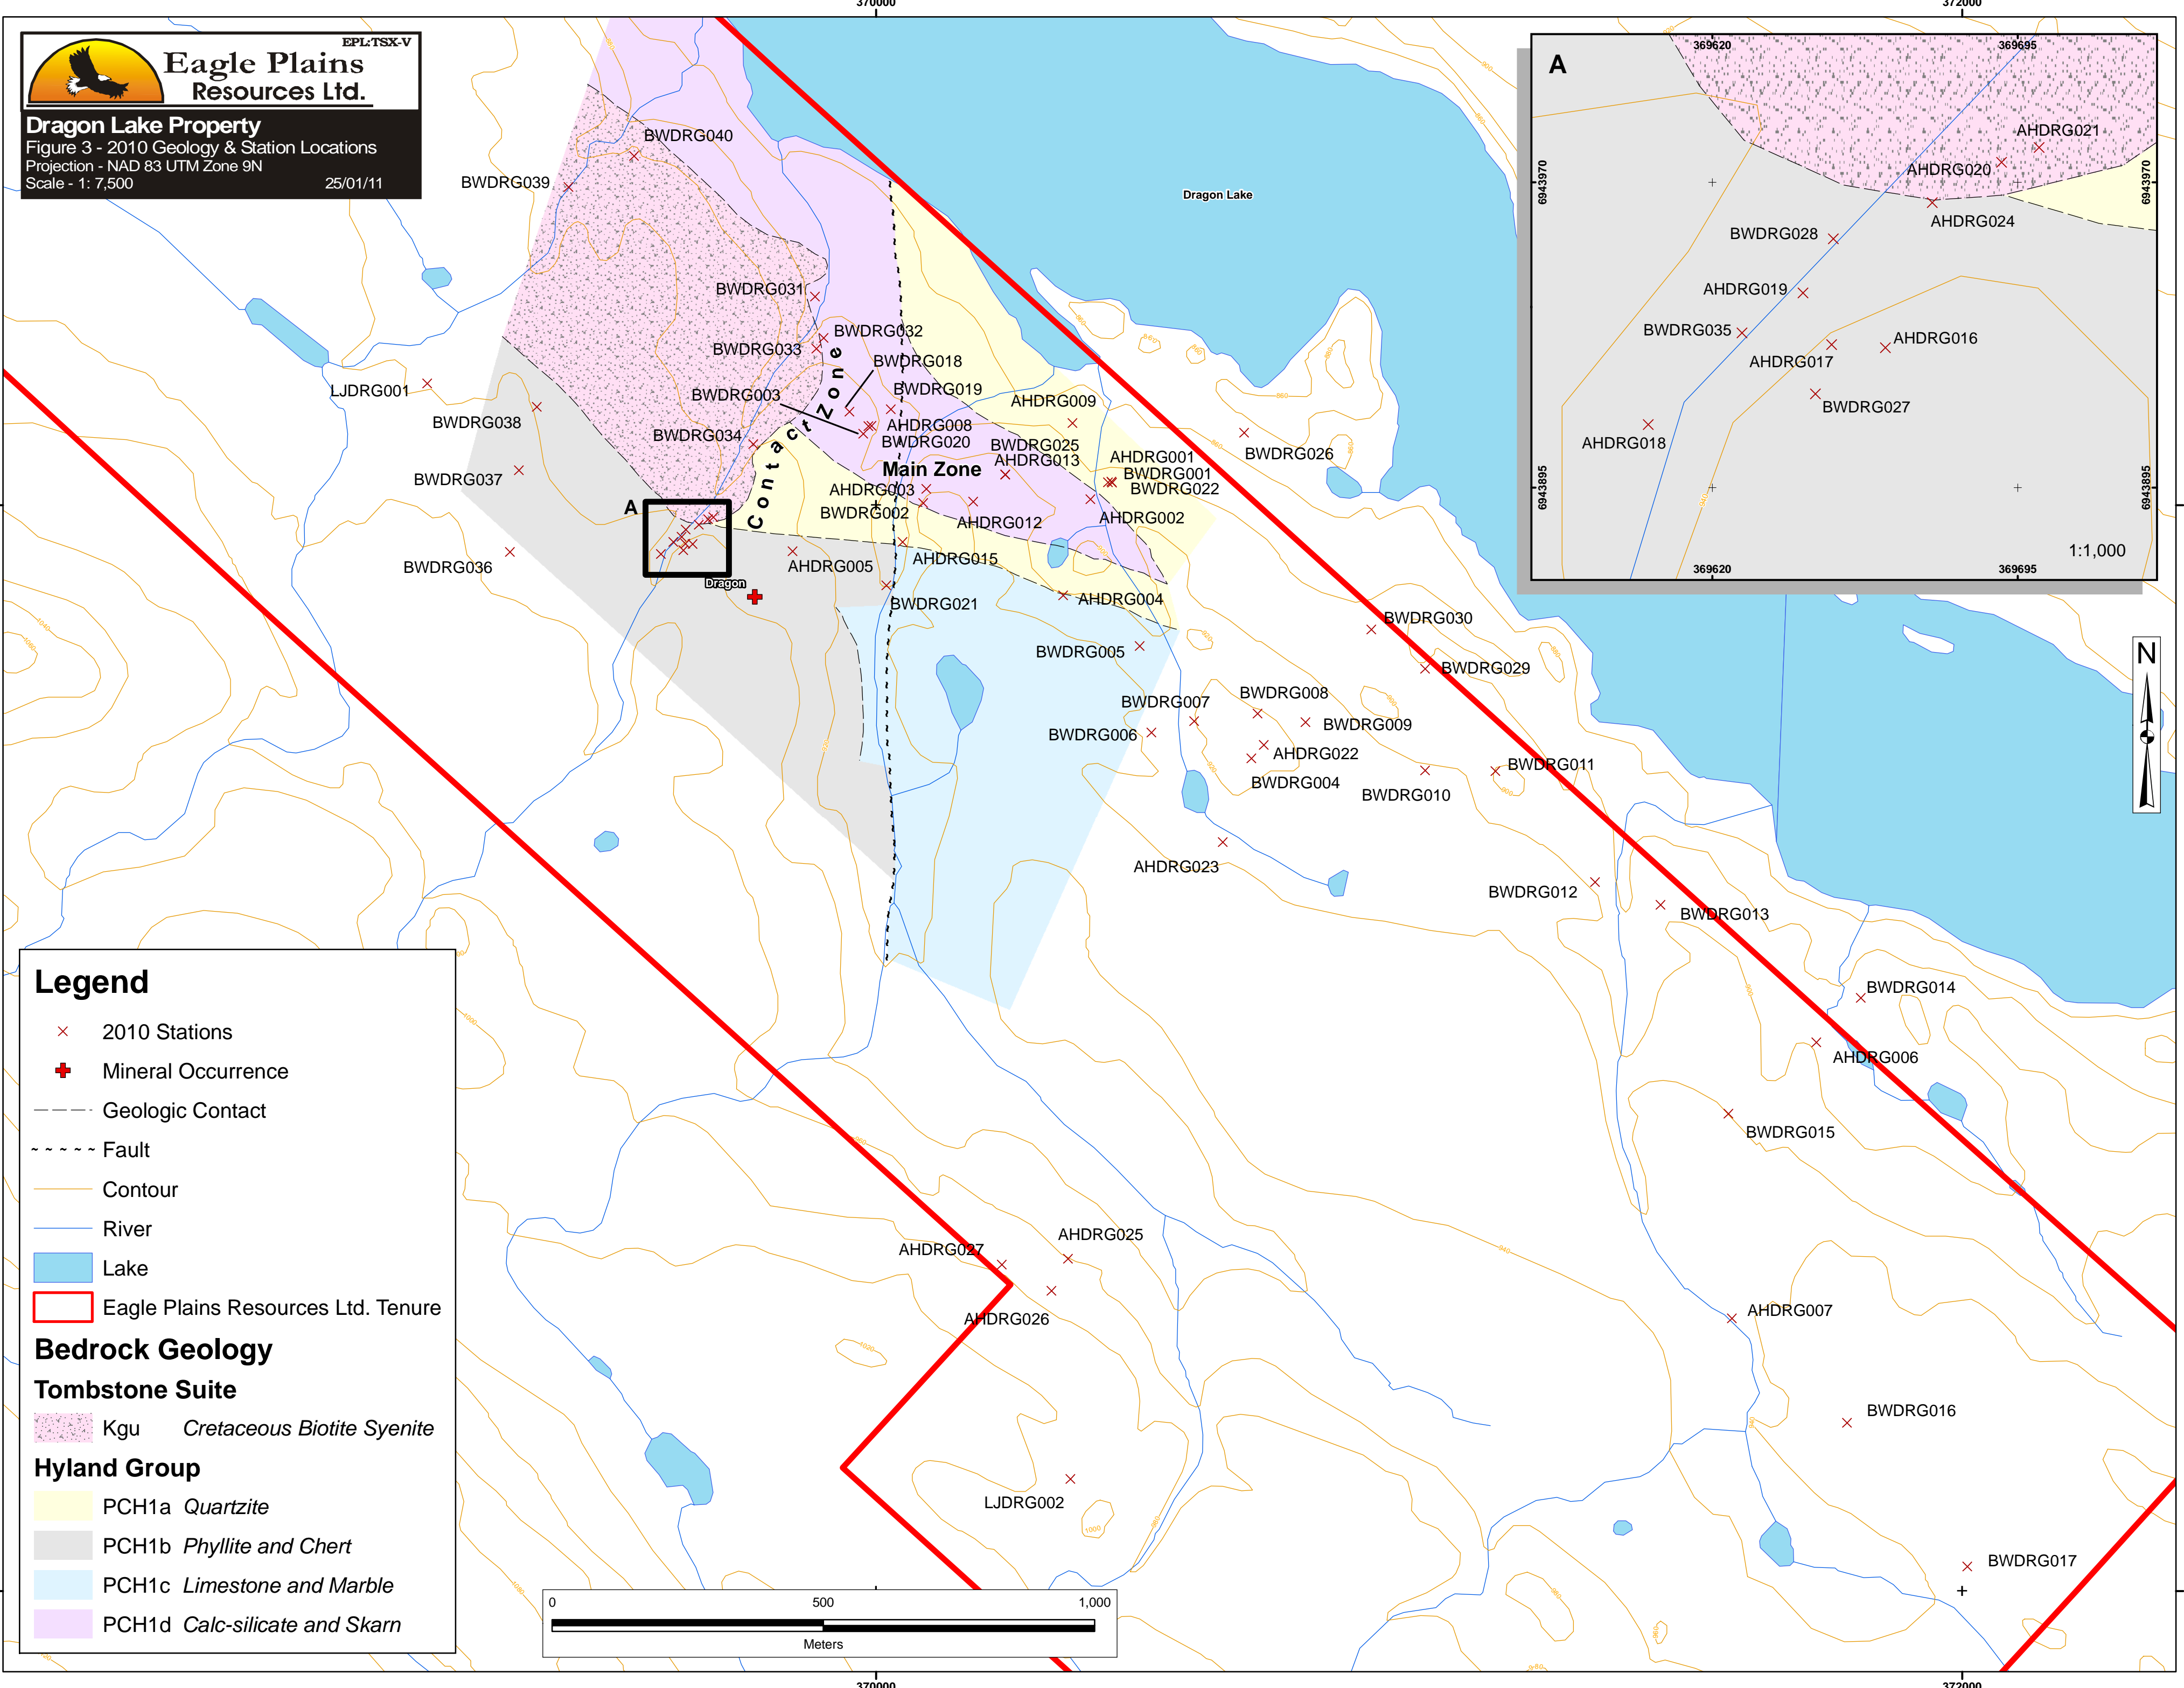 370000
372000
EPL:TSX-V
Eagle Plains
Resources Ltd.
Dragon Lake Property
Figure 3 - 2010 Geology & Station Locations
Projection - NAD 83 UTM Zone 9N
Scale - 1: 7,500
25/01/11
A
369620
369695
AHDRG021
AHDRG020
6943970
6943970
AHDRG024
BWDRG028
AHDRG019
BWDRG035
AHDRG017
AHDRG016
BWDRG027
AHDRG018
6943895
6943895
1:1,000
369620
369695
BWDRG040
BWDRG039
Dragon Lake
BWDRG031
BWDRG032
BWDRG033
BWDRG018
BWDRG003
BWDRG019
LJDRG001
AHDRG009
BWDRG038
AHDRG008
BWDRG034
BWDRG020
BWDRG025
BWDRG026
Contact Zone
Main Zone
AHDRG013
AHDRG001
BWDRG001
BWDRG022
BWDRG037
AHDRG003
BWDRG002
AHDRG012
AHDRG002
A
BWDRG036
AHDRG005
AHDRG015
Dragon
BWDRG021
AHDRG004
BWDRG030
BWDRG005
BWDRG029
N
BWDRG007
BWDRG008
BWDRG006
BWDRG009
AHDRG022
BWDRG004
BWDRG011
BWDRG010
AHDRG023
BWDRG012
BWDRG013
BWDRG014
AHDRG006
BWDRG015
AHDRG025
AHDRG027
AHDRG026
AHDRG007
BWDRG016
LJDRG002
BWDRG017
Legend
2010 Stations
Mineral Occurrence
Geologic Contact
Fault
Contour
River
Lake
Eagle Plains Resources Ltd. Tenure
Bedrock Geology
Tombstone Suite
Kgu Cretaceous Biotite Syenite
Hyland Group
PCH1a Quartzite
PCH1b Phyllite and Chert
PCH1c Limestone and Marble
PCH1d Calc-silicate and Skarn
0 500 1,000
Meters
370000
372000